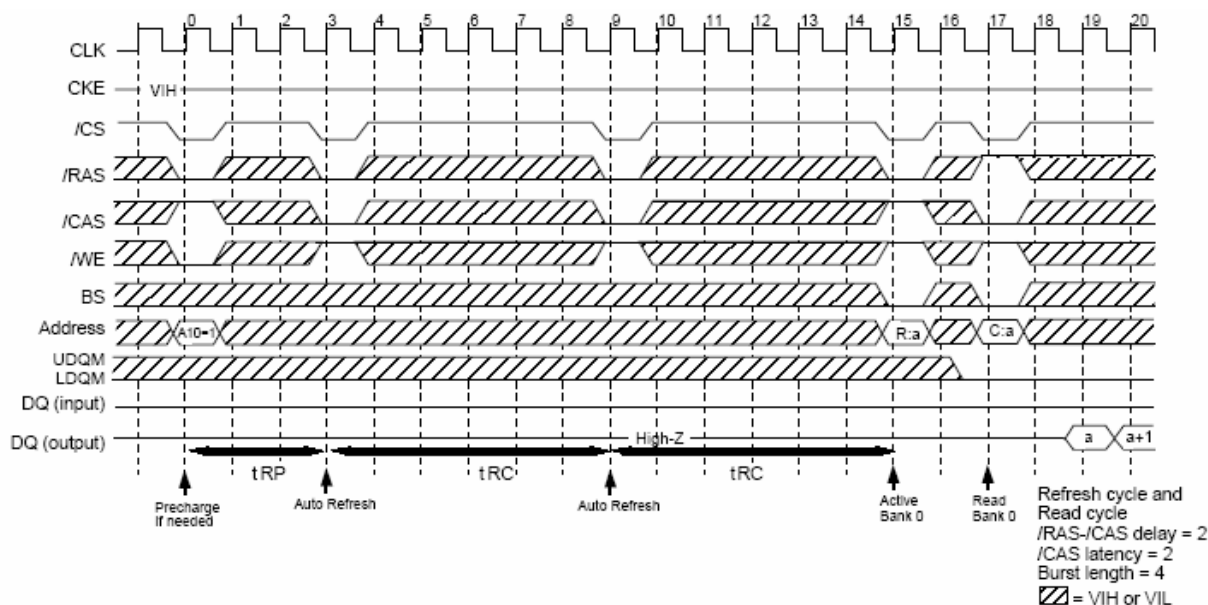 0 1 2 3 4 5 6 7 8 9 10 11 12 13 14 15 16 17 18 19 20
CLK
CKE VIH
/CS
/RAS
/CAS
/WE
BS
Address A10=1 R:a C:a
UDQM
LDQM
DQ (input)
DQ (output) High-Z a a+1
tRP tRC tRC
Precharge
If needed
Auto Refresh
Auto Refresh
Active
Bank 0
Read
Bank 0
Refresh cycle and
Read cycle
/RAS-/CAS delay = 2
/CAS latency = 2
Burst length = 4
= VIH or VIL